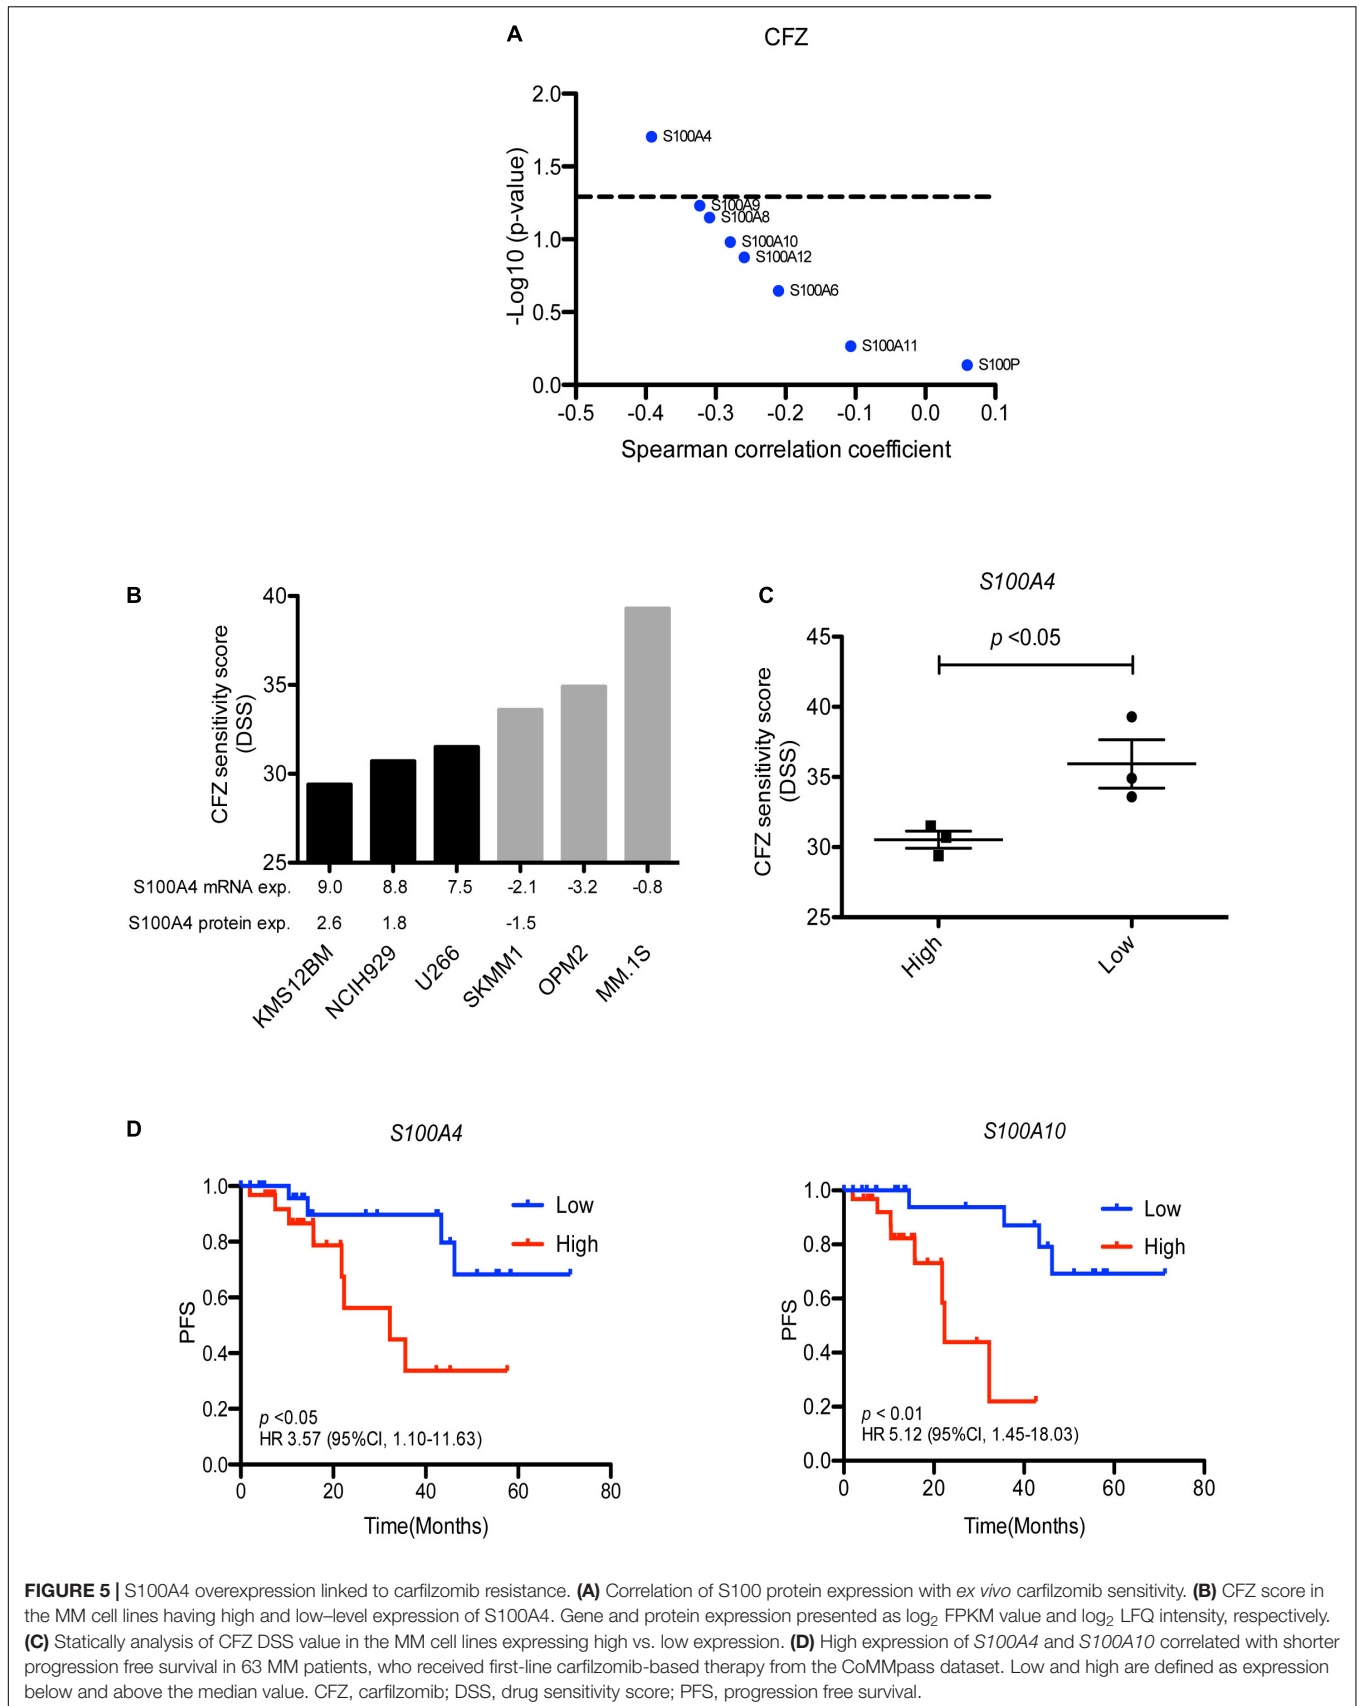 A
CFZ
2.0
1.5
1.0
0.5
0.0
-Log10 (p-value)
S100A4
S100A9
S100A8
S100A10
S100A12
S100A6
S100A11
S100P
-0.5 -0.4 -0.3 -0.2 -0.1 0.0 0.1
Spearman correlation coefficient
B
40
35
30
25
CFZ sensitivity score
(DSS)
S100A4 mRNA exp. 9.0 8.8 7.5 -2.1 -3.2 -0.8
S100A4 protein exp. 2.6 1.8 -1.5
KMS12BM NCIH929 U266 SKMM1 OPM2 MM.1S
C
S100A4
p <0.05
45
40
35
30
25
CFZ sensitivity score
(DSS)
High Low
D
S100A4
1.0
0.8
0.6
0.4
0.2
0.0
PFS
Low
High
p <0.05
HR 3.57 (95%CI, 1.10-11.63)
0 20 40 60 80
Time(Months)
S100A10
1.0
0.8
0.6
0.4
0.2
0.0
PFS
Low
High
p < 0.01
HR 5.12 (95%CI, 1.45-18.03)
0 20 40 60 80
Time(Months)
FIGURE 5 | S100A4 overexpression linked to carfilzomib resistance. (A) Correlation of S100 protein expression with ex vivo carfilzomib sensitivity. (B) CFZ score in
the MM cell lines having high and low–level expression of S100A4. Gene and protein expression presented as log2 FPKM value and log2 LFQ intensity, respectively.
(C) Statically analysis of CFZ DSS value in the MM cell lines expressing high vs. low expression. (D) High expression of S100A4 and S100A10 correlated with shorter
progression free survival in 63 MM patients, who received first-line carfilzomib-based therapy from the CoMMpass dataset. Low and high are defined as expression
below and above the median value. CFZ, carfilzomib; DSS, drug sensitivity score; PFS, progression free survival.